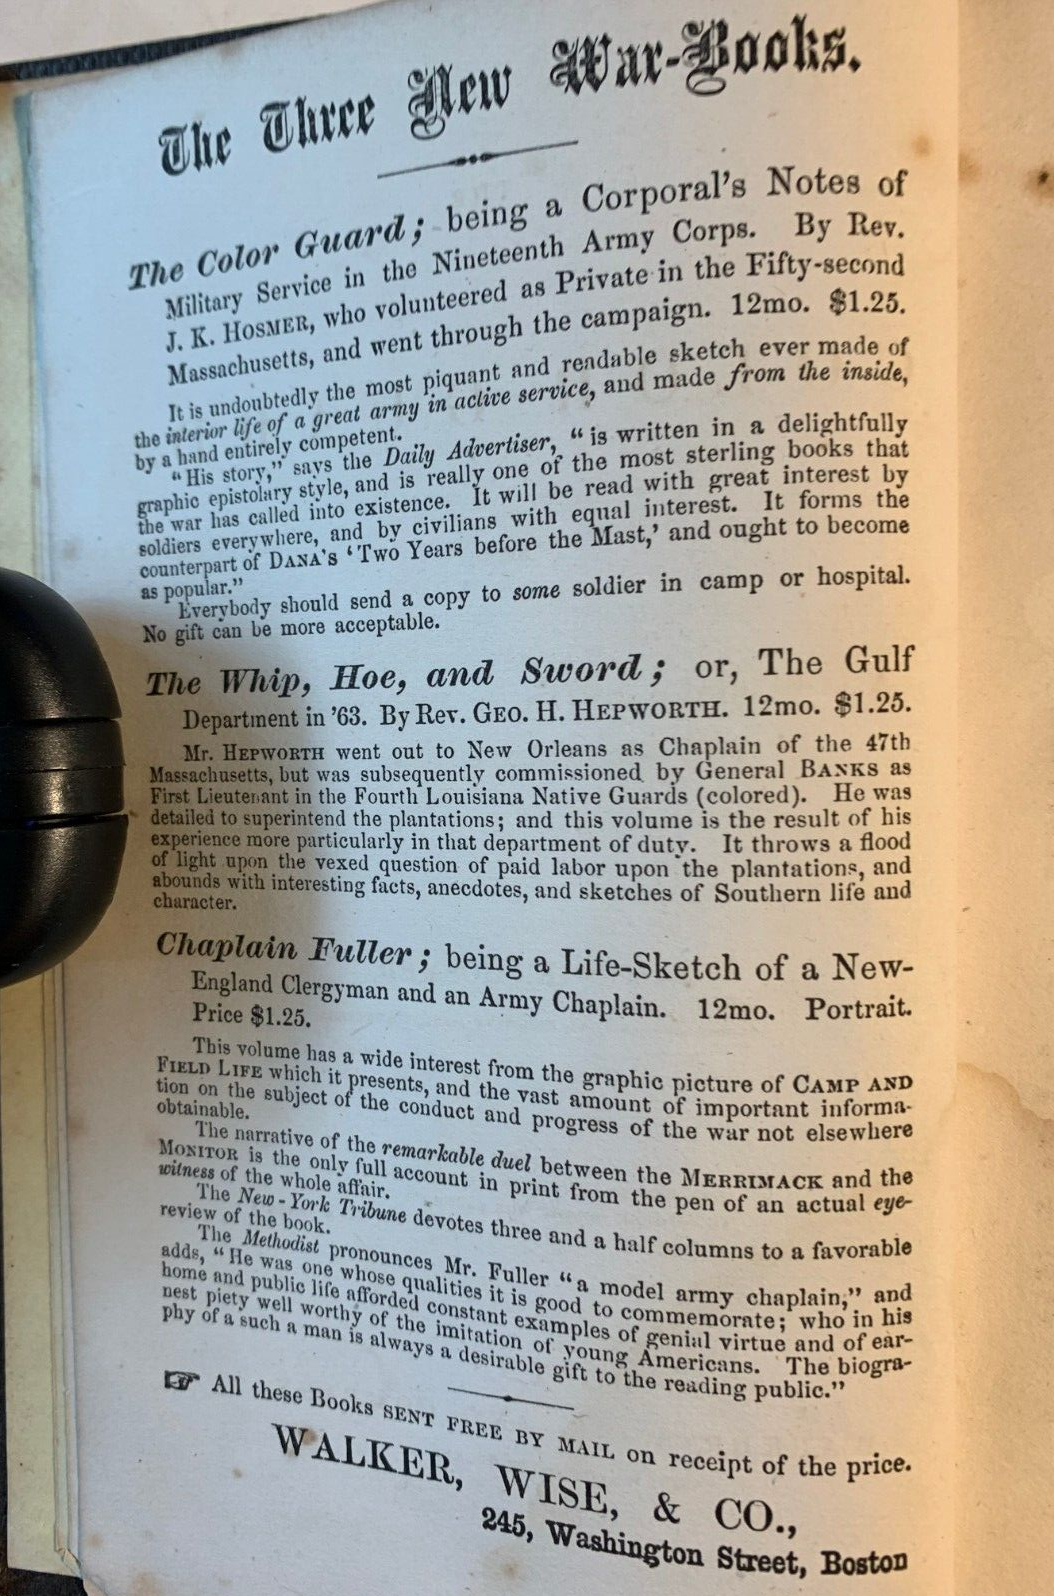 The Three New War-Books.
The Color Guard; being a Corporal's Notes of
Military Service in the Nineteenth Army Corps. By Rev.
J. K. HOSMER, who volunteered as Private in the Fifty-second
Massachusetts, and went through the campaign. 12mo. $1.25.
It is undoubtedly the most piquant and readable sketch ever made of
the interior life of a great army in active service, and made from the inside,
by a hand entirely competent.
"His story," says the Daily Advertiser, "is written in a delightfully
graphic epistolary style, and is really one of the most sterling books that
the war has called into existence. It will be read with great interest by
soldiers everywhere, and by civilians with equal interest. It forms the
counterpart of DANA'S 'Two Years before the Mast,' and ought to become
as popular."
Everybody should send a copy to some soldier in camp or hospital.
No gift can be more acceptable.
The Whip, Hoe, and Sword; or, The Gulf
Department in '63. By Rev. GEO. H. HEPWORTH. 12mo. $1.25.
Mr. HEPWORTH went out to New Orleans as Chaplain of the 47th
Massachusetts, but was subsequently commissioned by General BANKS as
First Lieutenant in the Fourth Louisiana Native Guards (colored). He was
detailed to superintend the plantations; and this volume is the result of his
experience more particularly in that department of duty. It throws a flood
of light upon the vexed question of paid labor upon the plantations, and
abounds with interesting facts, anecdotes, and sketches of Southern life and
character.
Chaplain Fuller; being a Life-Sketch of a New-
England Clergyman and an Army Chaplain. 12mo. Portrait.
Price $1.25.
This volume has a wide interest from the graphic picture of CAMP AND
FIELD LIFE which it presents, and the vast amount of important informa-
tion on the subject of the conduct and progress of the war not elsewhere
obtainable.
The narrative of the remarkable duel between the MERRIMACK and the
MONITOR is the only full account in print from the pen of an actual eye-
witness of the whole affair.
The New-York Tribune devotes three and a half columns to a favorable
review of the book.
The Methodist pronounces Mr. Fuller "a model army chaplain," and
adds, "He was one whose qualities it is good to commemorate; who in his
home and public life afforded constant examples of genial virtue and of ear-
nest piety well worthy of the imitation of young Americans. The biogra-
phy of a such a man is always a desirable gift to the reading public."
☞ All these Books SENT FREE BY MAIL on receipt of the price.
WALKER, WISE, & CO.,
245, Washington Street, Boston